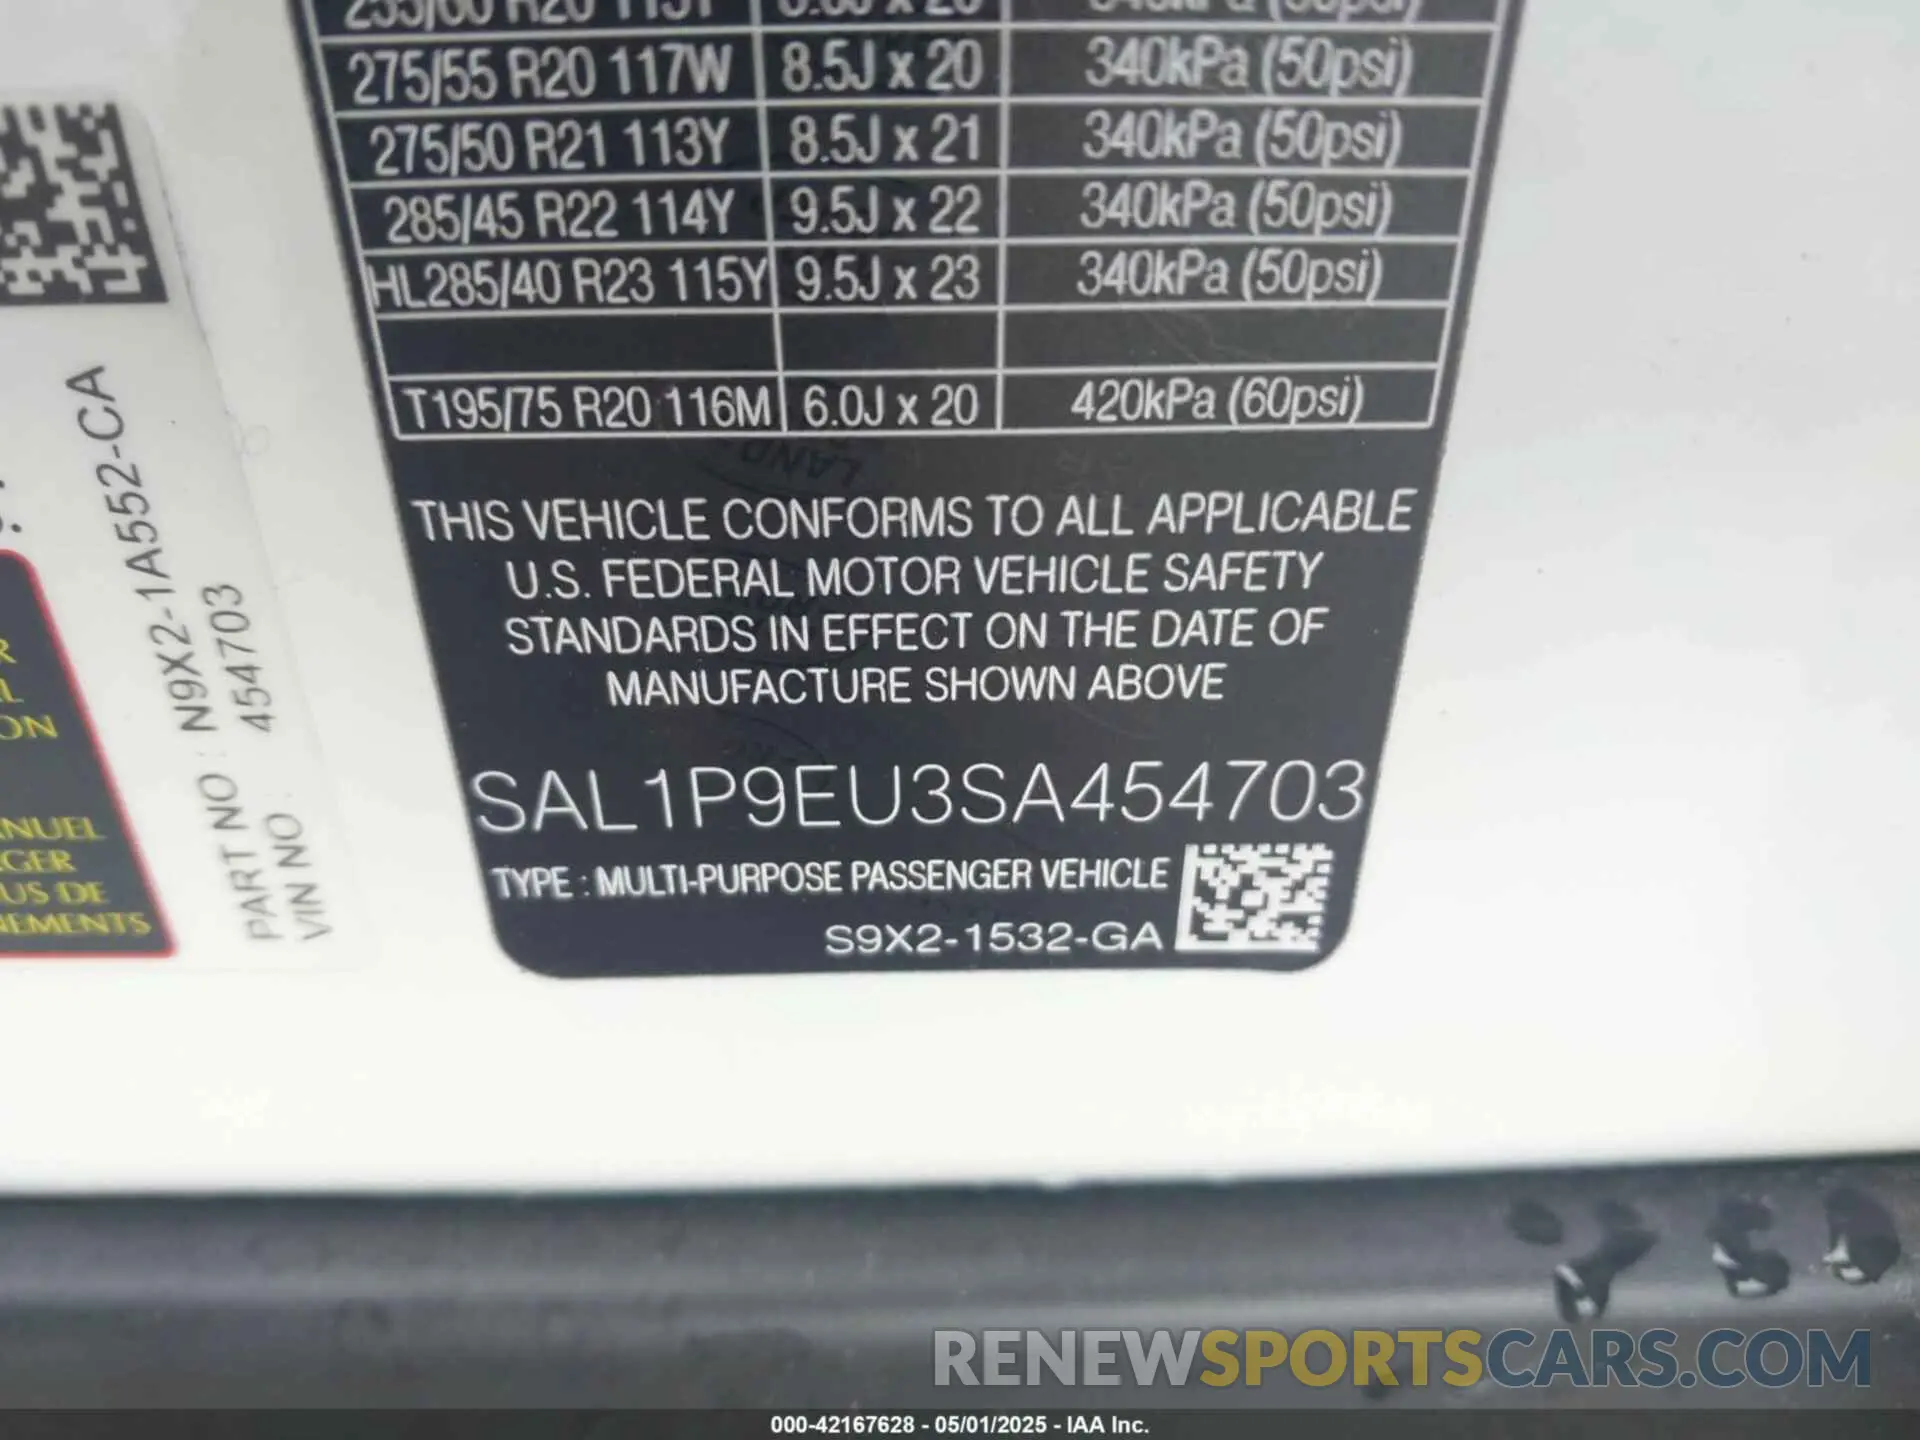 275/55 R20 117W 8.5J x 20 340kPa (50psi)
275/50 R21 113Y 8.5J x 21 340kPa (50psi)
285/45 R22 114Y 9.5J x 22 340kPa (50psi)
HL285/40 R23 115Y 9.5J x 23 340kPa (50psi)
T195/75 R20 116M 6.0J x 20 420kPa (60psi)
THIS VEHICLE CONFORMS TO ALL APPLICABLE
U.S. FEDERAL MOTOR VEHICLE SAFETY
STANDARDS IN EFFECT ON THE DATE OF
MANUFACTURE SHOWN ABOVE
SAL1P9EU3SA454703
TYPE : MULTI-PURPOSE PASSENGER VEHICLE
S9X2-1532-GA
PART NO : N9X2-1A552-CA
VIN NO : 454703
US DE
RENEWSPORTSCARS.COM
000-42167628 - 05/01/2025 - IAA Inc.